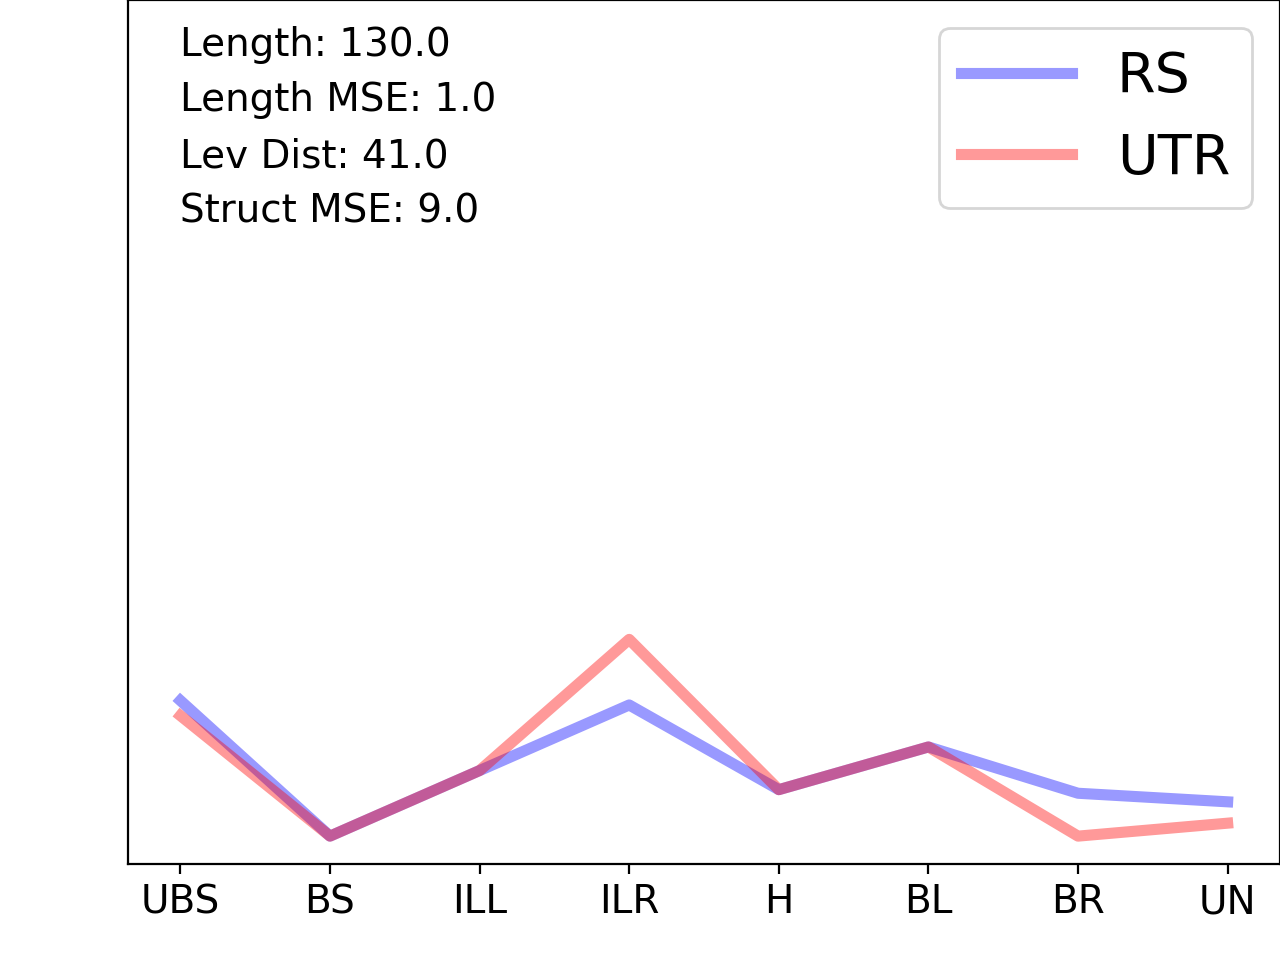 Length: 130.0
Length MSE: 1.0
Lev Dist: 41.0
Struct MSE: 9.0
RS
UTR
UBS BS ILL ILR H BL BR UN